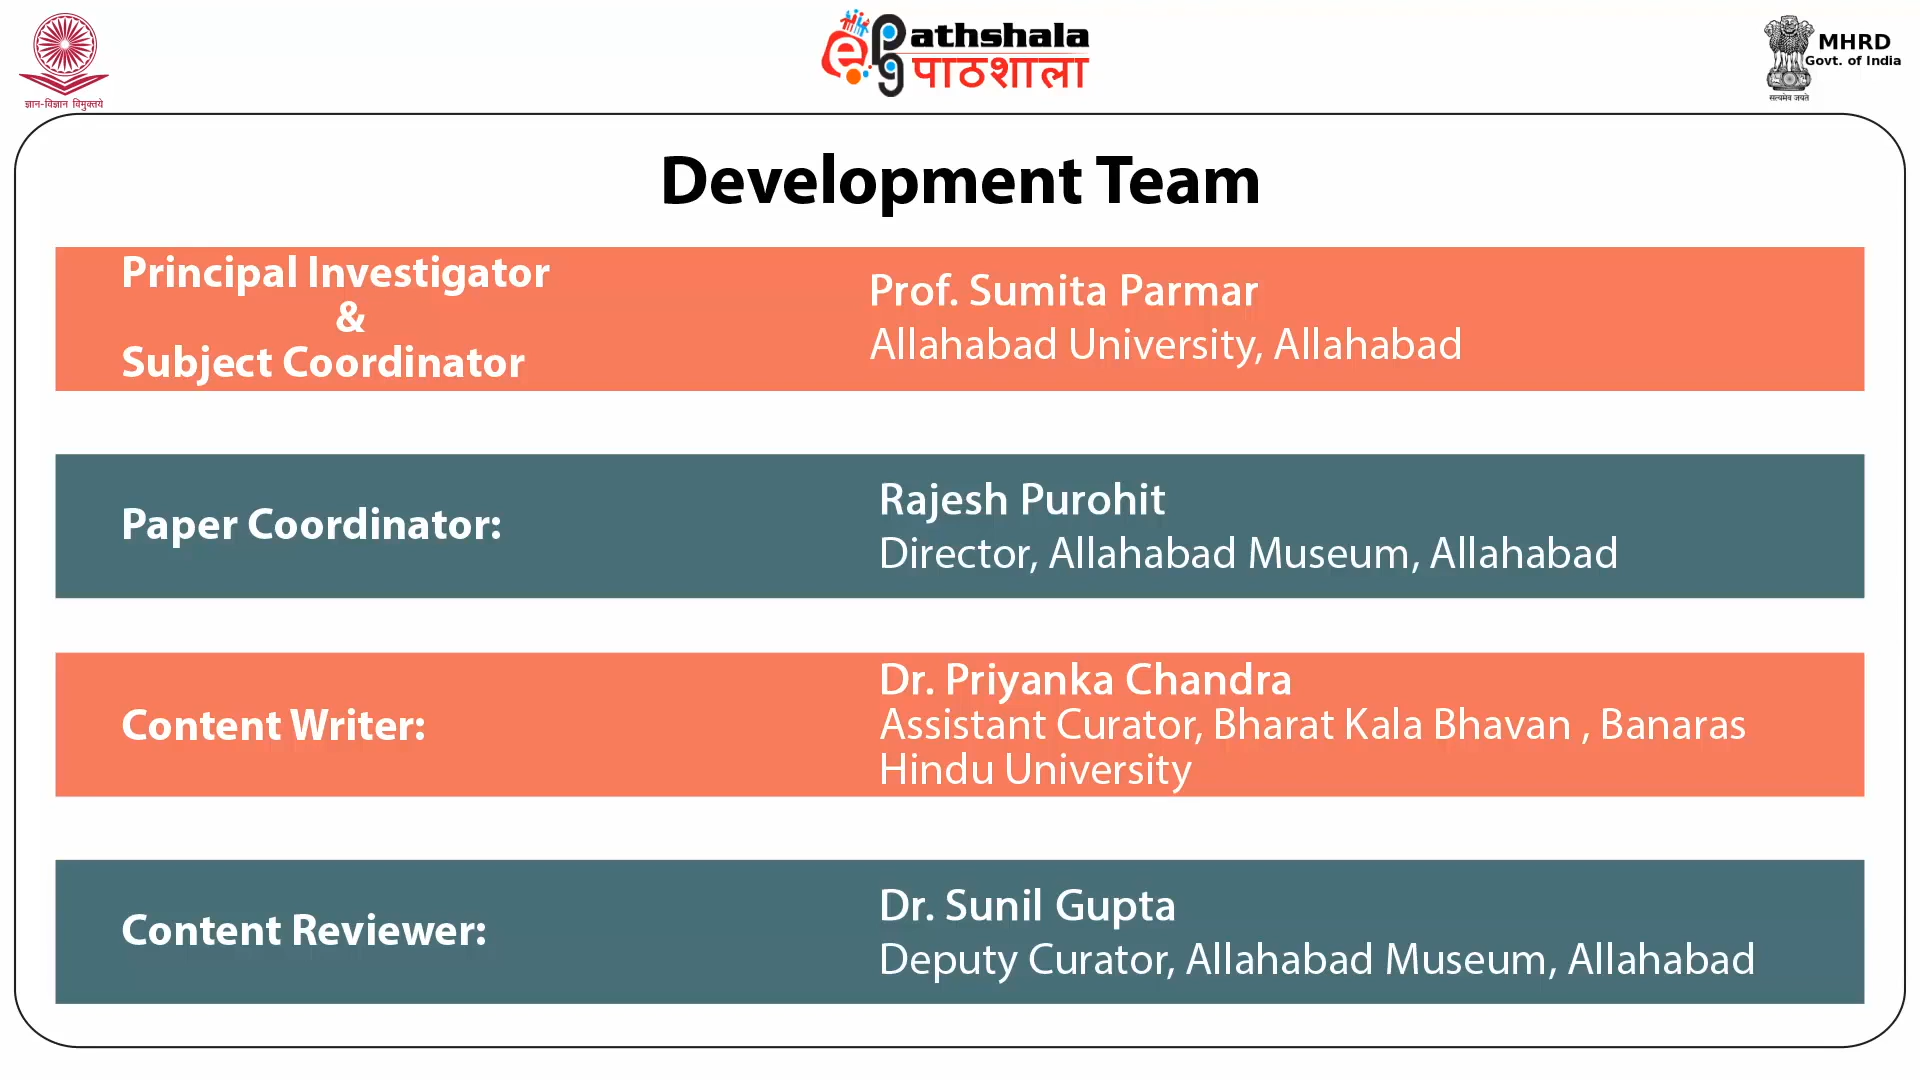 ज्ञान-विज्ञान विमुक्तये
e pg athshala
पाठशाला
MHRD
Govt. of India
सत्यमेव जयते
Development Team
Principal Investigator
&
Subject Coordinator
Prof. Sumita Parmar
Allahabad University, Allahabad
Paper Coordinator:
Rajesh Purohit
Director, Allahabad Museum, Allahabad
Content Writer:
Dr. Priyanka Chandra
Assistant Curator, Bharat Kala Bhavan , Banaras
Hindu University
Content Reviewer:
Dr. Sunil Gupta
Deputy Curator, Allahabad Museum, Allahabad